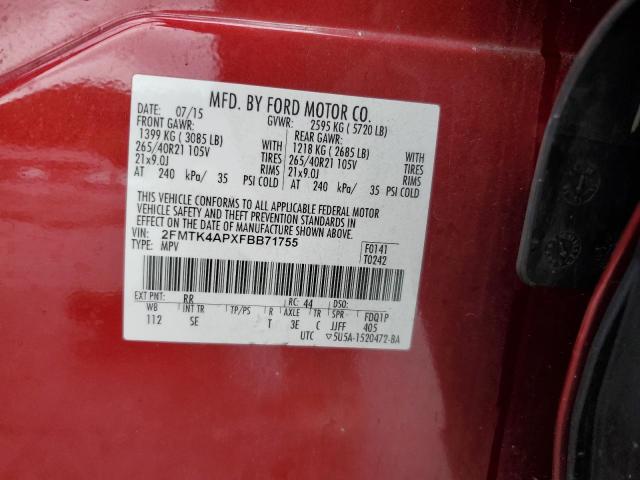 MFD. BY FORD MOTOR CO.
DATE: 07/15 GVWR: 2595 KG ( 5720 LB)
FRONT GAWR: REAR GAWR:
1399 KG ( 3085 LB) WITH 1218 KG ( 2685 LB) WITH
265/40R21 105V TIRES 265/40R21 105V TIRES
21x9.0J RIMS 21x9.0J RIMS
AT 240 kPa/ 35 PSI COLD AT 240 kPa/ 35 PSI COLD
THIS VEHICLE CONFORMS TO ALL APPLICABLE FEDERAL MOTOR
VEHICLE SAFETY AND THEFT PREVENTION STANDARDS IN
EFFECT ON THE DATE OF MANUFACTURE SHOWN ABOVE.
VIN: 2FMTK4APXFBB71755 F0141
TYPE: MPV T0242
EXT PNT: RR RC: 44 DSO: FDQ1P
WB INT TR TP/PS R AXLE TR SPR 405
112 SE T 3E C JJFF
UTC ▽5U5A-1520472-BA